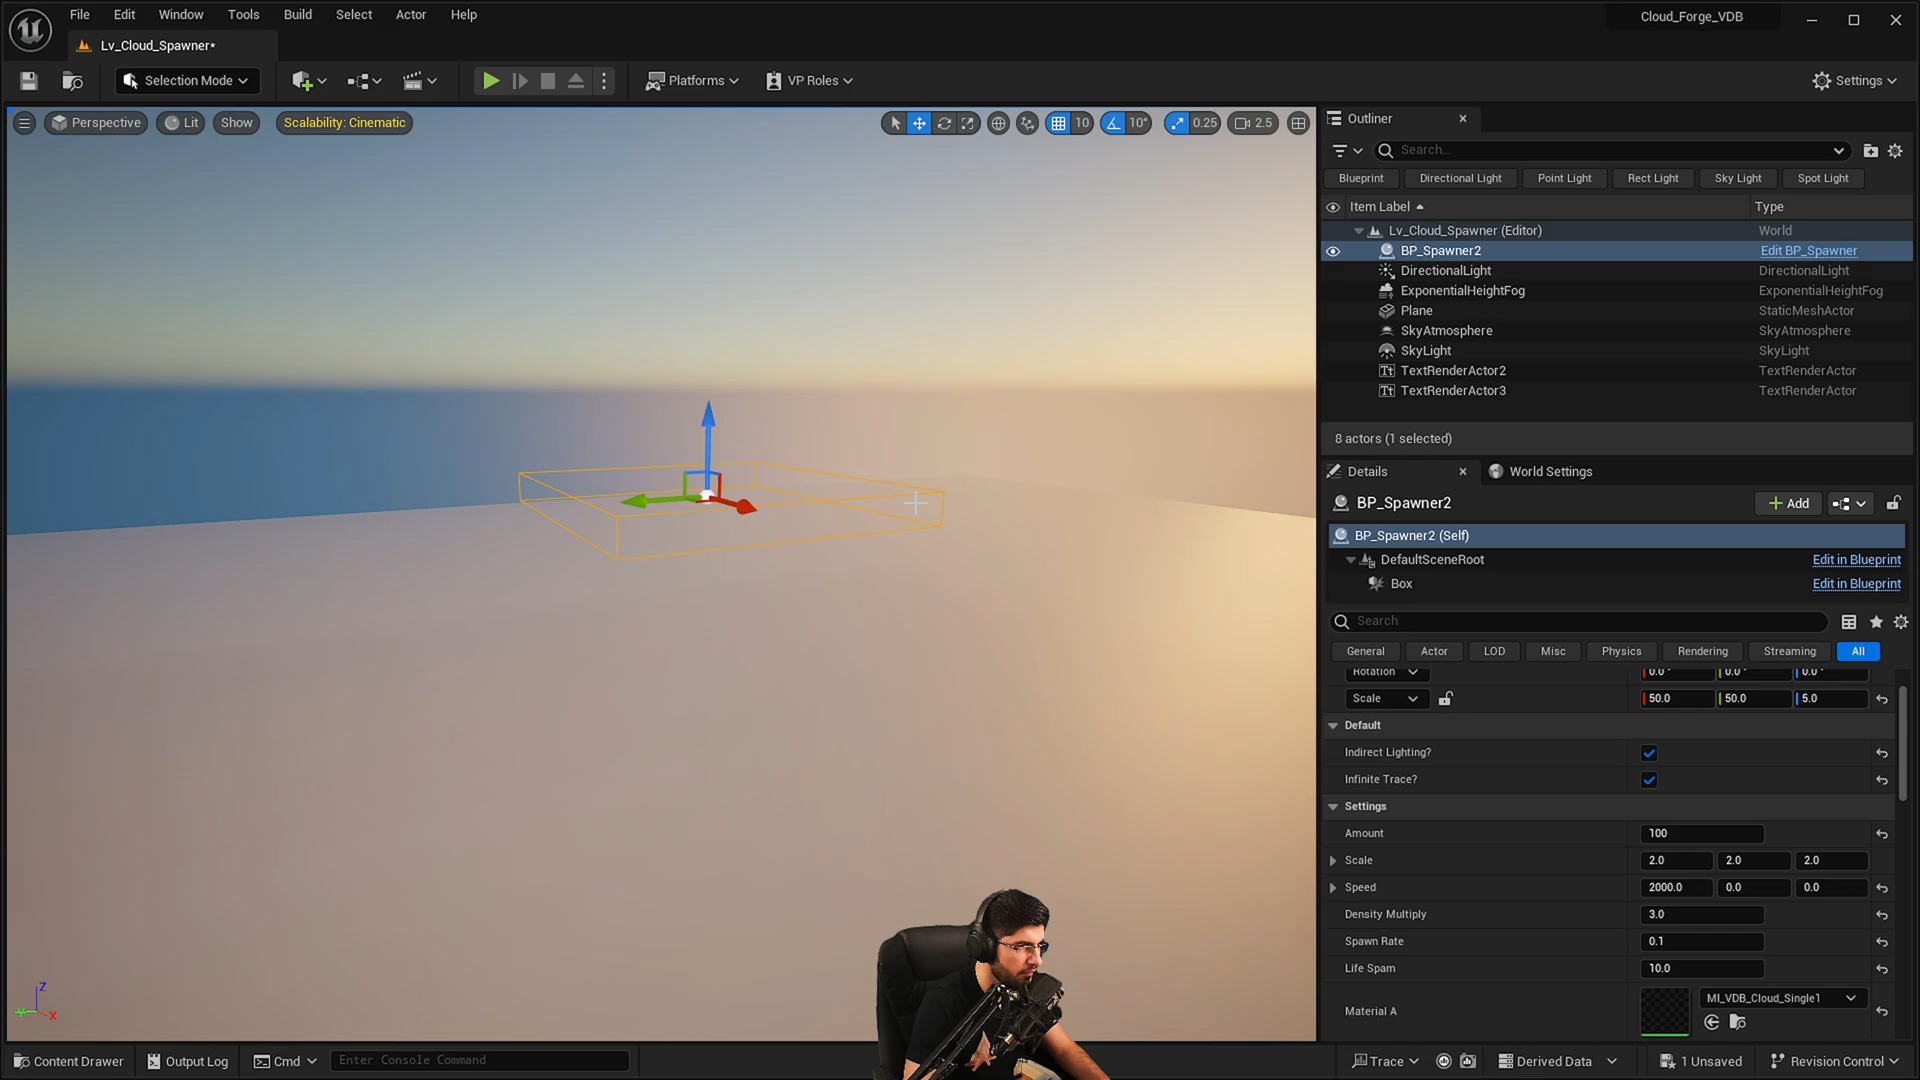 File Edit Window Tools Build Select Actor Help
Cloud_Forge_VDB
Lv_Cloud_Spawner*
Selection Mode
Platforms
VP Roles
Settings
Perspective
Lit
Show
Scalability: Cinematic
10
10°
0.25
2.5
Outliner
Search...
Blueprint Directional Light Point Light Rect Light Sky Light Spot Light
Item Label Type
Lv_Cloud_Spawner (Editor) World
BP_Spawner2 Edit BP_Spawner
DirectionalLight DirectionalLight
ExponentialHeightFog ExponentialHeightFog
Plane StaticMeshActor
SkyAtmosphere SkyAtmosphere
SkyLight SkyLight
TextRenderActor2 TextRenderActor
TextRenderActor3 TextRenderActor
8 actors (1 selected)
Details
World Settings
BP_Spawner2
Add
BP_Spawner2 (Self)
DefaultSceneRoot Edit in Blueprint
Box Edit in Blueprint
Search
General Actor LOD Misc Physics Rendering Streaming All
Rotation 0.0° 0.0° 0.0°
Scale 50.0 50.0 5.0
Default
Indirect Lighting?
Infinite Trace?
Settings
Amount 100
Scale 2.0 2.0 2.0
Speed 2000.0 0.0 0.0
Density Multiply 3.0
Spawn Rate 0.1
Life Spam 10.0
Material A MI_VDB_Cloud_Single1
Z
Y
X
Content Drawer
Output Log
Cmd
Enter Console Command
Trace
Derived Data
1 Unsaved
Revision Control